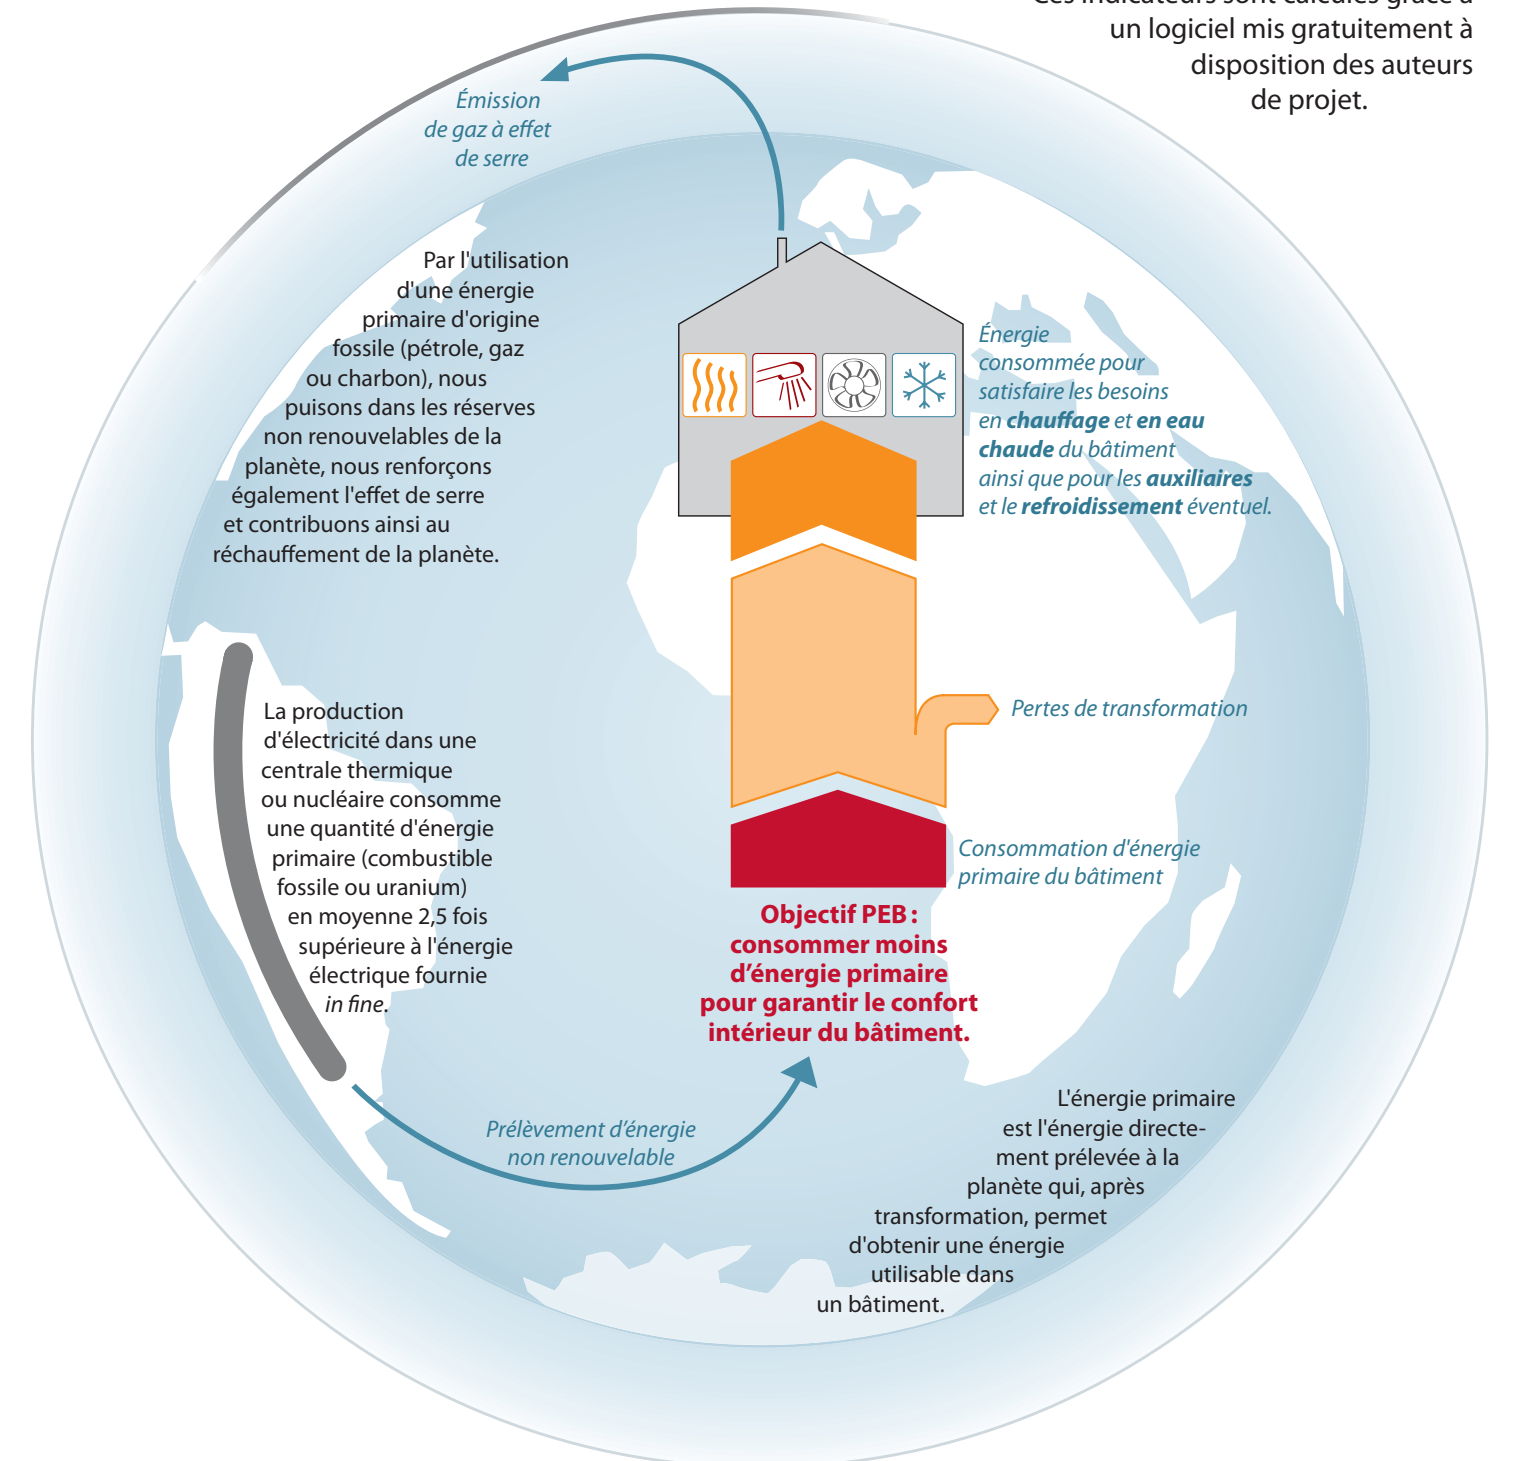 Ces indicateurs sont calculés grâce à
un logiciel mis gratuitement à
disposition des auteurs
de projet.
Émission
de gaz à effet
de serre
Par l'utilisation
d'une énergie
primaire d'origine
fossile (pétrole, gaz
ou charbon), nous
puisons dans les réserves
non renouvelables de la
planète, nous renforçons
également l'effet de serre
et contribuons ainsi au
réchauffement de la planète.
Énergie
consommée pour
satisfaire les besoins
en chauffage et en eau
chaude du bâtiment
ainsi que pour les auxiliaires
et le refroidissement éventuel.
La production
d'électricité dans une
centrale thermique
ou nucléaire consomme
une quantité d'énergie
primaire (combustible
fossile ou uranium)
en moyenne 2,5 fois
supérieure à l'énergie
électrique fournie
in fine.
Pertes de transformation
Consommation d'énergie
primaire du bâtiment
Objectif PEB :
consommer moins
d’énergie primaire
pour garantir le confort
intérieur du bâtiment.
Prélèvement d’énergie
non renouvelable
L'énergie primaire
est l'énergie directe-
ment prélevée à la
planète qui, après
transformation, permet
d'obtenir une énergie
utilisable dans
un bâtiment.